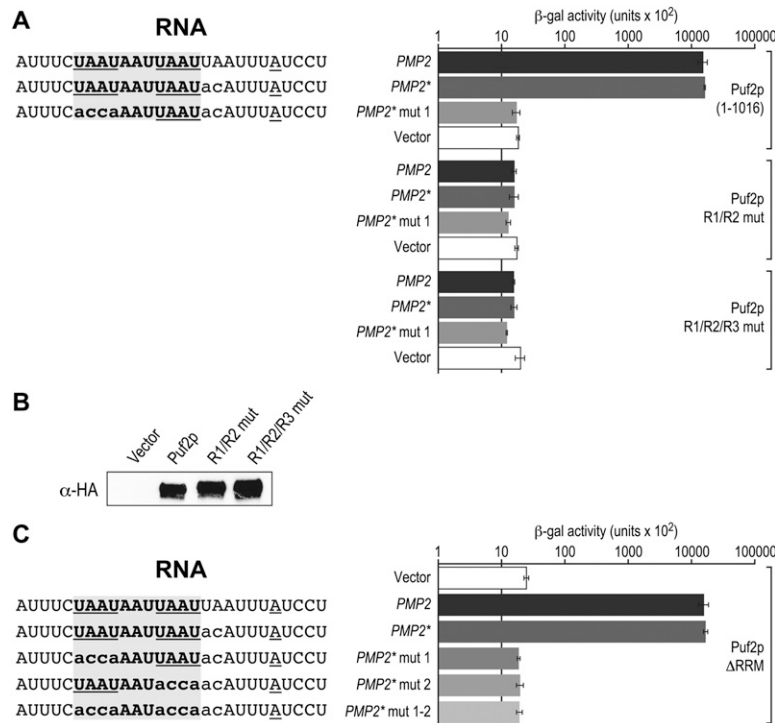 A
RNA
AUUUCUAAUAAUUAAUUAAUUUAUCCU
AUUUCUAAUAAUUAAUacAUUUAUCCU
AUUUCaccaAAUUAAUacAUUUAUCCU
β-gal activity (units x 10²)
1 10 100 1000 10000 100000
PMP2
PMP2*
PMP2* mut 1
Vector
Puf2p
(1-1016)
PMP2
PMP2*
PMP2* mut 1
Vector
Puf2p
R1/R2 mut
PMP2
PMP2*
PMP2* mut 1
Vector
Puf2p
R1/R2/R3 mut
B
Vector
Puf2p
R1/R2 mut
R1/R2/R3 mut
α-HA
C
RNA
AUUUCUAAUAAUUAAUUAAUUUAUCCU
AUUUCUAAUAAUUAAUacAUUUAUCCU
AUUUCaccaAAUUAAUacAUUUAUCCU
AUUUCUAAUAAUaccaacAUUUAUCCU
AUUUCaccaAAUaccaacAUUUAUCCU
β-gal activity (units x 10²)
1 10 100 1000 10000 100000
Vector
PMP2
PMP2*
PMP2* mut 1
PMP2* mut 2
PMP2* mut 1-2
Puf2p
ΔRRM